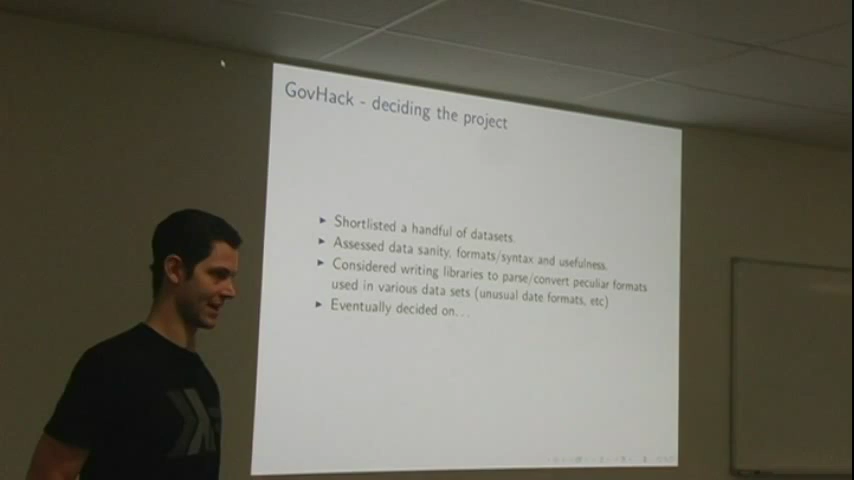 GovHack - deciding the project
▶ Shortlisted a handful of datasets.
▶ Assessed data sanity, formats/syntax and usefulness.
▶ Considered writing libraries to parse/convert peculiar formats
used in various data sets (unusual date formats, etc)
▶ Eventually decided on...